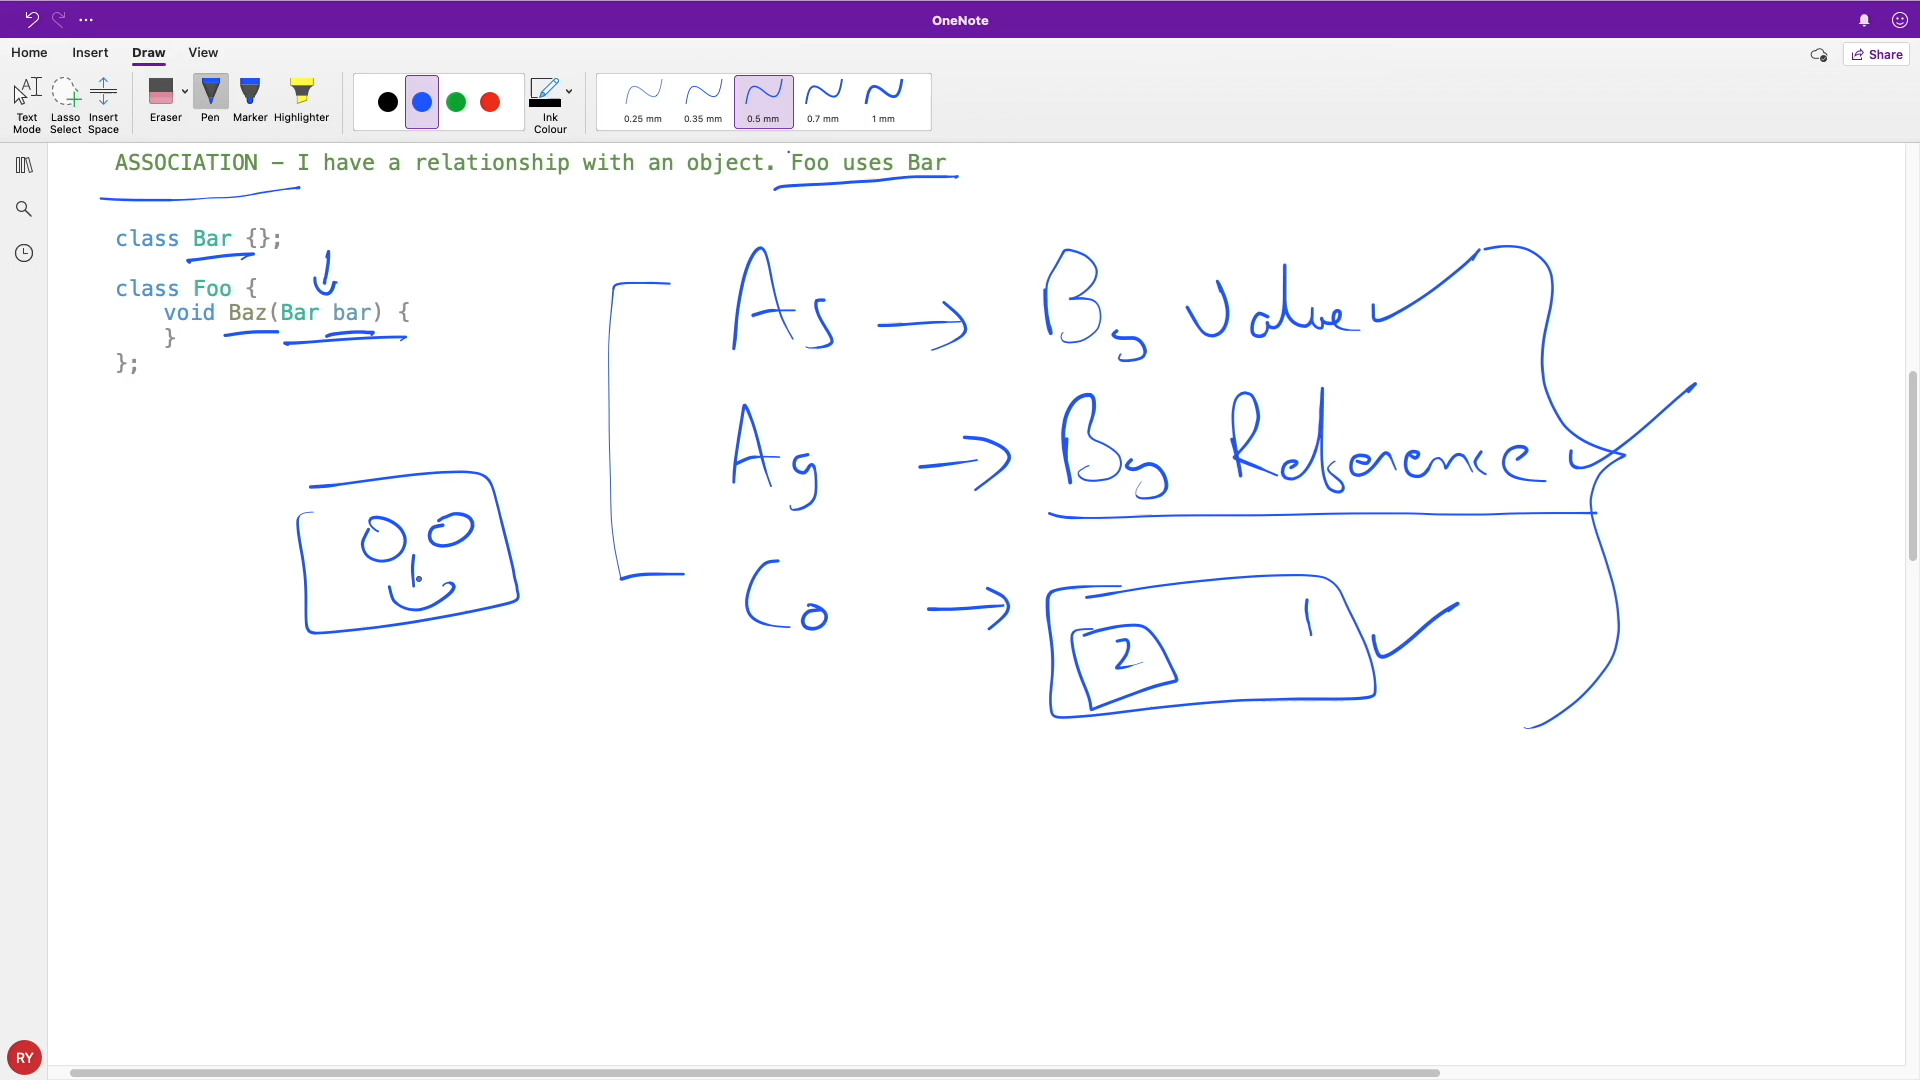 OneNote
Home Insert Draw View
Share
Text Mode
Lasso Select
Insert Space
Eraser
Pen
Marker
Highlighter
Ink Colour
0.25 mm
0.35 mm
0.5 mm
0.7 mm
1 mm
ASSOCIATION – I have a relationship with an object. Foo uses Bar
class Bar {};
class Foo {
void Baz(Bar bar) {
}
};
As → By Value
Ag → By Reference
Co →
1
2
RY